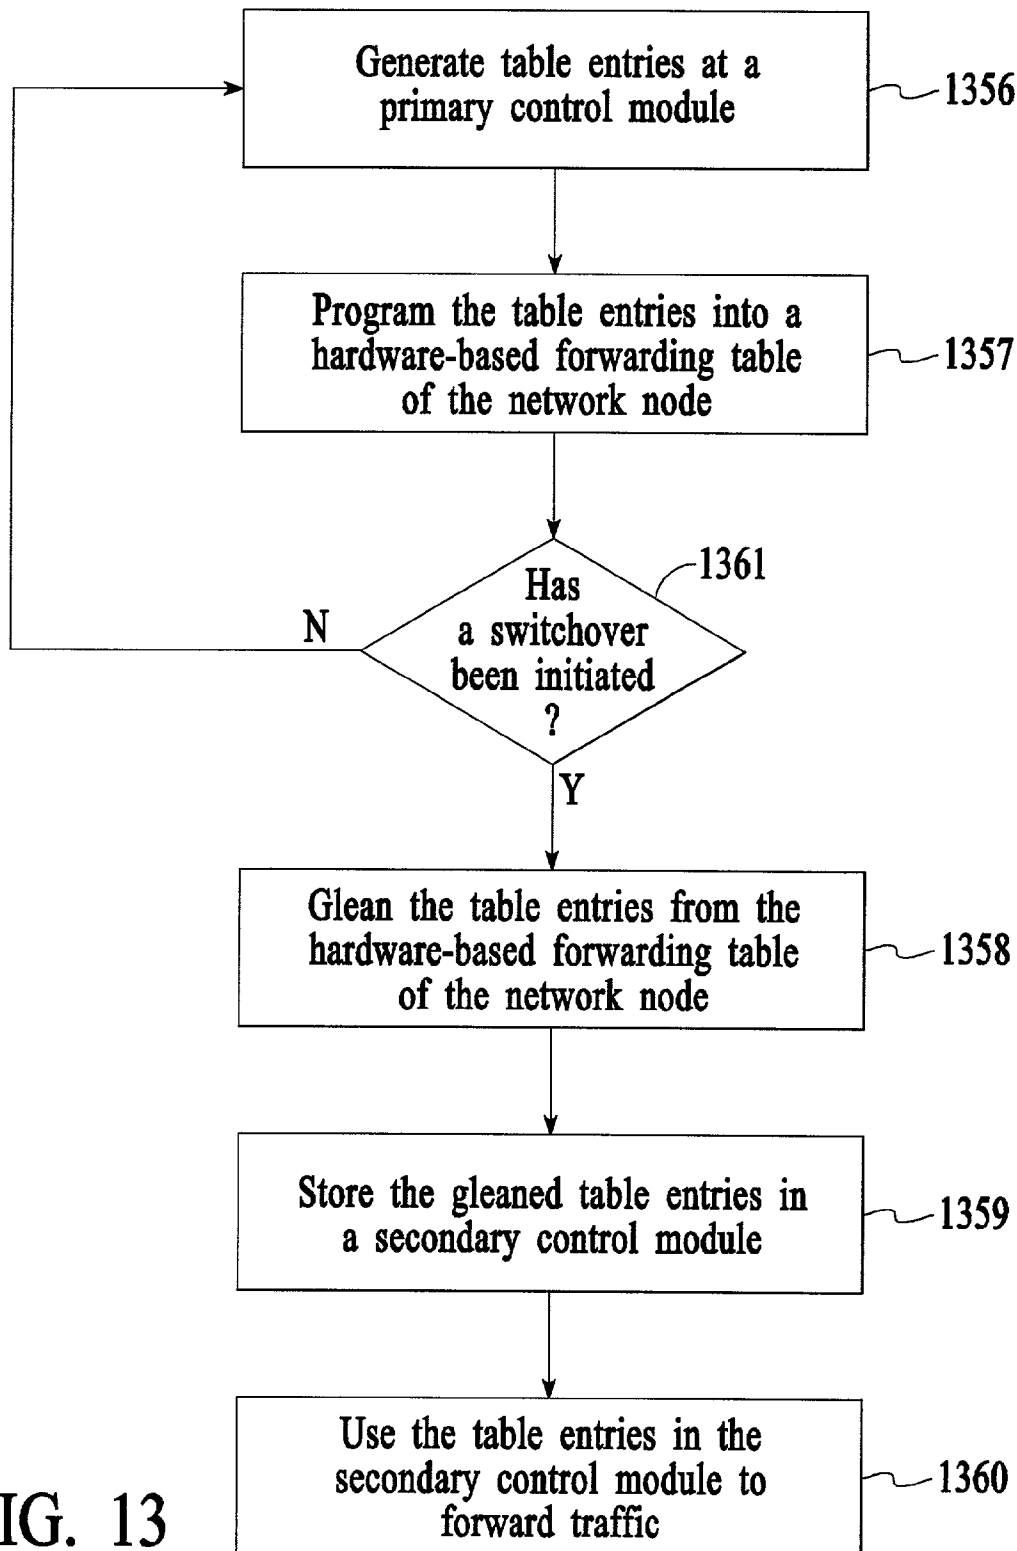 Generate table entries at a
primary control module
1356
Program the table entries into a
hardware-based forwarding table
of the network node
1357
1361
Has
a switchover
been initiated
?
N
Y
Glean the table entries from the
hardware-based forwarding table
of the network node
1358
Store the gleaned table entries in
a secondary control module
1359
Use the table entries in the
secondary control module to
forward traffic
1360
IG. 13